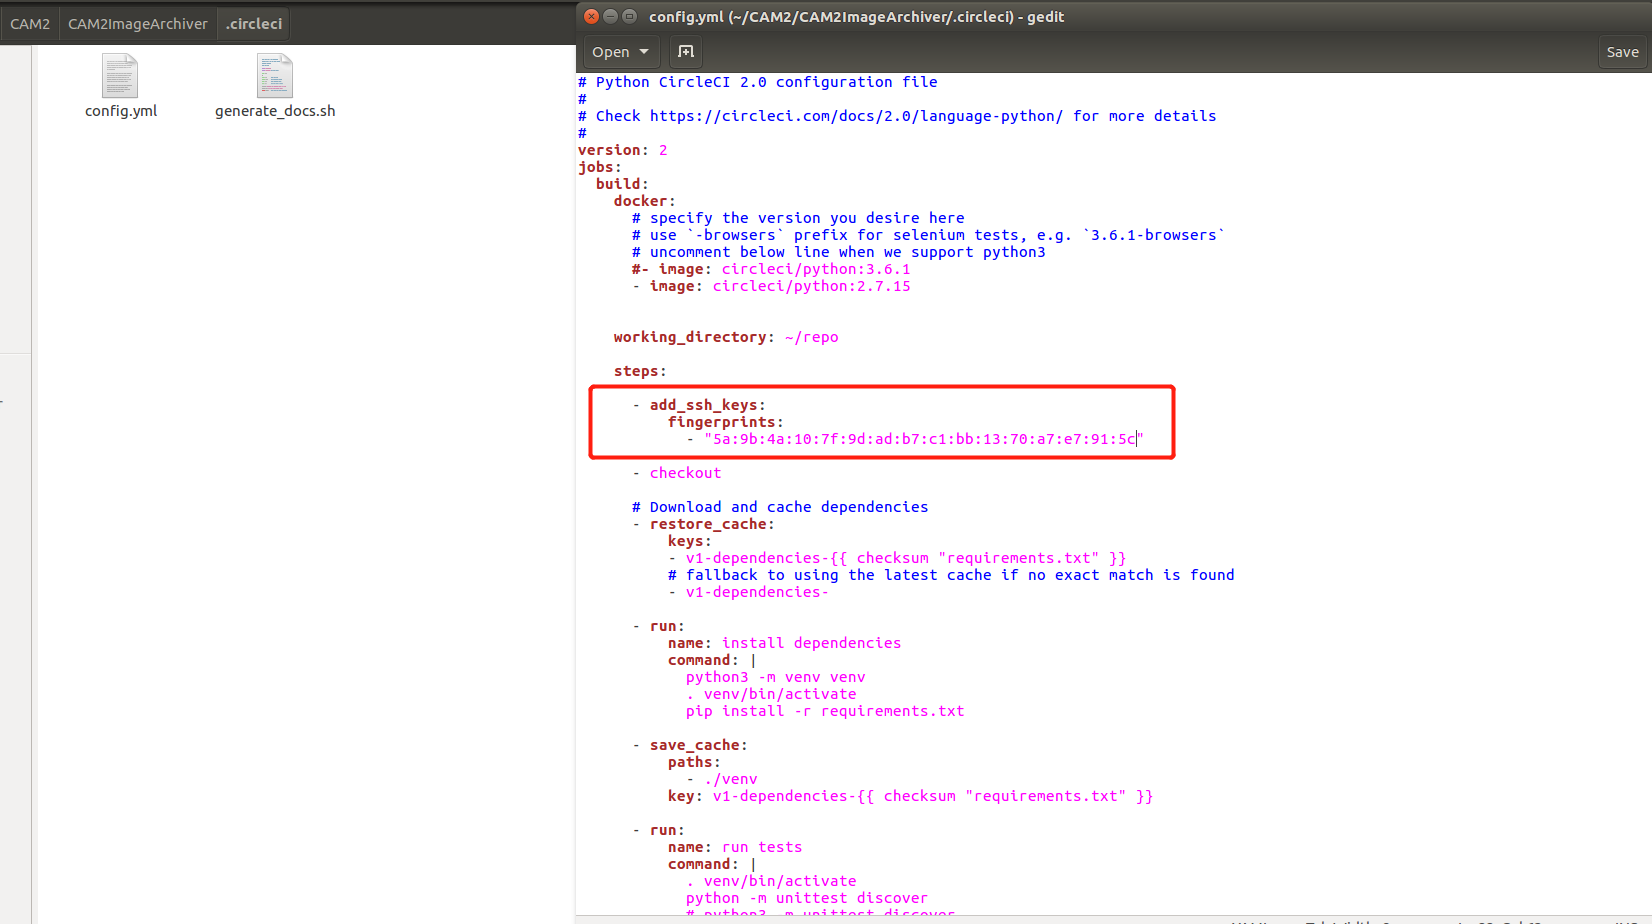 CAM2 CAM2ImageArchiver .circleci
config.yml
generate_docs.sh
config.yml (~/CAM2/CAM2ImageArchiver/.circleci) - gedit
Open
Save
# Python CircleCI 2.0 configuration file
#
# Check https://circleci.com/docs/2.0/language-python/ for more details
#
version: 2
jobs:
  build:
    docker:
      # specify the version you desire here
      # use `-browsers` prefix for selenium tests, e.g. `3.6.1-browsers`
      # uncomment below line when we support python3
      #- image: circleci/python:3.6.1
      - image: circleci/python:2.7.15
    working_directory: ~/repo
    steps:
      - add_ssh_keys:
          fingerprints:
            - "5a:9b:4a:10:7f:9d:ad:b7:c1:bb:13:70:a7:e7:91:5c"
      - checkout
      # Download and cache dependencies
      - restore_cache:
          keys:
          - v1-dependencies-{{ checksum "requirements.txt" }}
          # fallback to using the latest cache if no exact match is found
          - v1-dependencies-
      - run:
          name: install dependencies
          command: |
            python3 -m venv venv
            . venv/bin/activate
            pip install -r requirements.txt
      - save_cache:
          paths:
            - ./venv
          key: v1-dependencies-{{ checksum "requirements.txt" }}
      - run:
          name: run tests
          command: |
            . venv/bin/activate
            python -m unittest discover
            # python3 -m unittest discover